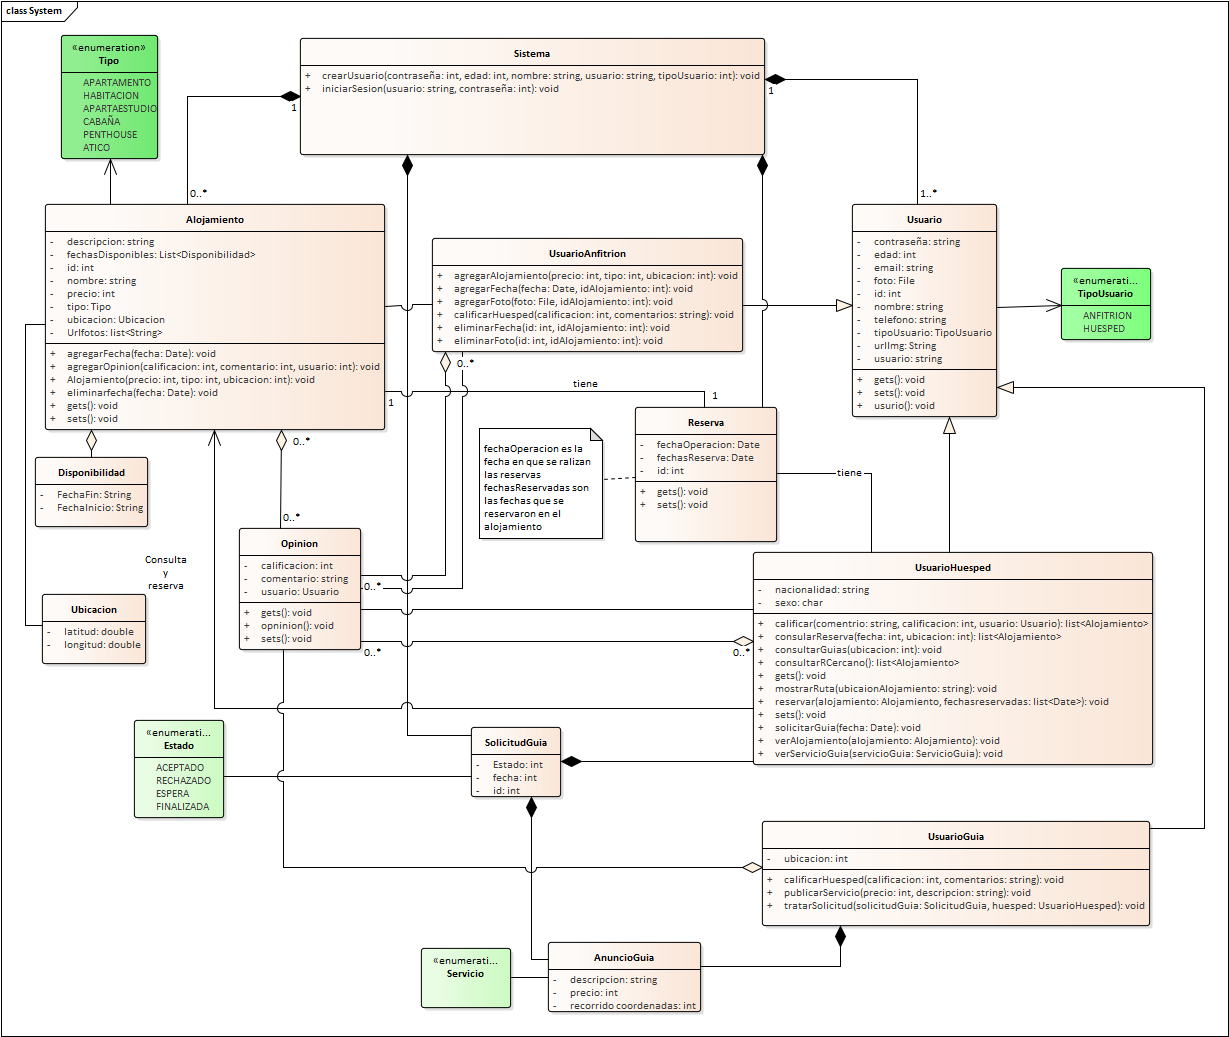 class System
«enumeration»
Tipo
APARTAMENTO
HABITACION
APARTAESTUDIO
CABAÑA
PENTHOUSE
ATICO
Sistema
+ crearUsuario(contraseña: int, edad: int, nombre: string, usuario: string, tipoUsuario: int): void
+ iniciarSesion(usuario: string, contraseña: int): void
1
1
0..*
1..*
Alojamiento
- descripcion: string
- fechasDisponibles: List<Disponibilidad>
- id: int
- nombre: string
- precio: int
- tipo: Tipo
- ubicacion: Ubicacion
- Urlfotos: list<String>
+ agregarFecha(fecha: Date): void
+ agregarOpinion(calificacion: int, comentario: int, usuario: int): void
+ Alojamiento(precio: int, tipo: int, ubicacion: int): void
+ eliminarfecha(fecha: Date): void
+ gets(): void
+ sets(): void
UsuarioAnfitrion
+ agregarAlojamiento(precio: int, tipo: int, ubicacion: int): void
+ agregarFecha(fecha: Date, idAlojamiento: int): void
+ agregarFoto(foto: File, idAlojamiento: int): void
+ calificarHuesped(calificacion: int, comentarios: string): void
+ eliminarFecha(id: int, idAlojamiento: int): void
+ eliminarFoto(id: int, idAlojamiento: int): void
Usuario
- contraseña: string
- edad: int
- email: string
- foto: File
- id: int
- nombre: string
- telefono: string
- tipoUsuario: TipoUsuario
- urlImg: String
- usuario: string
+ gets(): void
+ sets(): void
+ usurio(): void
«enumerati...
TipoUsuario
ANFITRION
HUESPED
0..*
tiene
1
1
Reserva
- fechaOperacion: Date
- fechasReserva: Date
- id: int
+ gets(): void
+ sets(): void
fechaOperacion es la
fecha en que se ralizan
las reservas
fechasReservadas son
las fechas que se
reservaron en el
alojamiento
tiene
0..*
Disponibilidad
- FechaFin: String
- FechaInicio: String
0..*
Opinion
- calificacion: int
- comentario: string
- usuario: Usuario
+ gets(): void
+ opninion(): void
+ sets(): void
0..*
0..*
0..*
Consulta
y
reserva
Ubicacion
- latitud: double
- longitud: double
UsuarioHuesped
- nacionalidad: string
- sexo: char
+ calificar(comentrio: string, calificacion: int, usuario: Usuario): list<Alojamiento>
+ consularReserva(fecha: int, ubicacion: int): list<Alojamiento>
+ consultarGuias(ubicacion: int): void
+ consultarRCercano(): list<Alojamiento>
+ gets(): void
+ mostrarRuta(ubicaionAlojamiento: string): void
+ reservar(alojamiento: Alojamiento, fechasreservadas: list<Date>): void
+ sets(): void
+ solicitarGuia(fecha: Date): void
+ verAlojamiento(alojamiento: Alojamiento): void
+ verServicioGuia(servicioGuia: ServicioGuia): void
«enumerati...
Estado
ACEPTADO
RECHAZADO
ESPERA
FINALIZADA
SolicitudGuia
- Estado: int
- fecha: int
- id: int
UsuarioGuia
- ubicacion: int
+ calificarHuesped(calificacion: int, comentarios: string): void
+ publicarServicio(precio: int, descripcion: string): void
+ tratarSolicitud(solicitudGuia: SolicitudGuia, huesped: UsuarioHuesped): void
«enumerati...
Servicio
AnuncioGuia
- descripcion: string
- precio: int
- recorrido coordenadas: int